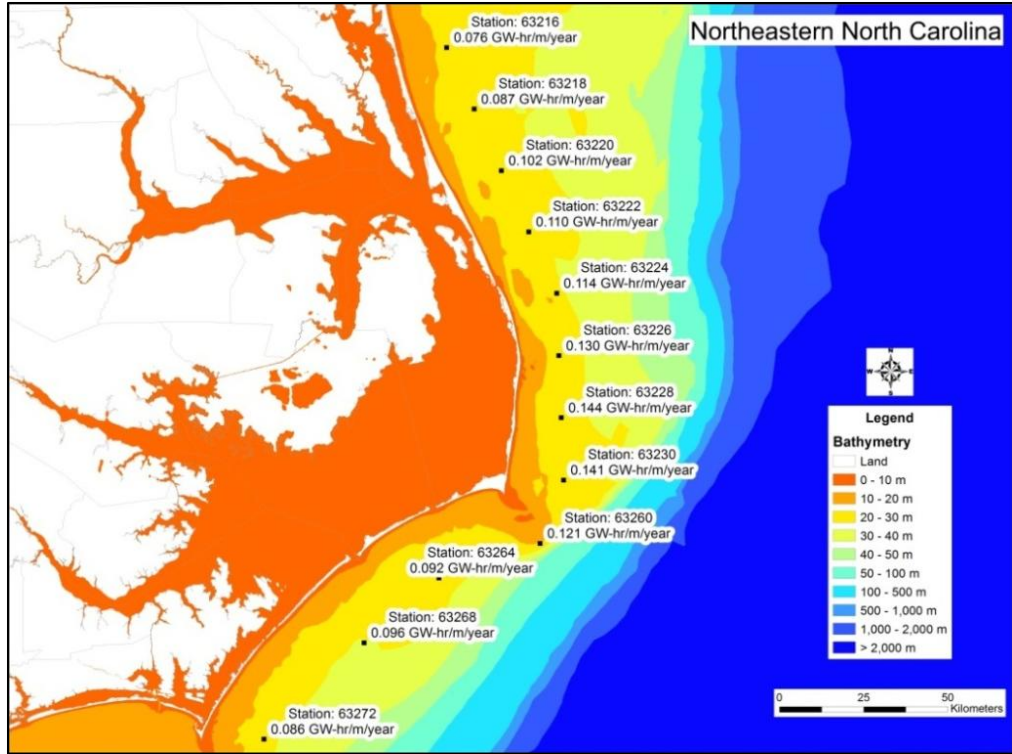 Northeastern North Carolina
Station: 63216
0.076 GW-hr/m/year
Station: 63218
0.087 GW-hr/m/year
Station: 63220
0.102 GW-hr/m/year
Station: 63222
0.110 GW-hr/m/year
Station: 63224
0.114 GW-hr/m/year
Station: 63226
0.130 GW-hr/m/year
Station: 63228
0.144 GW-hr/m/year
Station: 63230
0.141 GW-hr/m/year
Station: 63260
0.121 GW-hr/m/year
Station: 63264
0.092 GW-hr/m/year
Station: 63268
0.096 GW-hr/m/year
Station: 63272
0.086 GW-hr/m/year
N
W
E
S
Legend
Bathymetry
Land
0 - 10 m
10 - 20 m
20 - 30 m
30 - 40 m
40 - 50 m
50 - 100 m
100 - 500 m
500 - 1,000 m
1,000 - 2,000 m
> 2,000 m
0 25 50
Kilometers